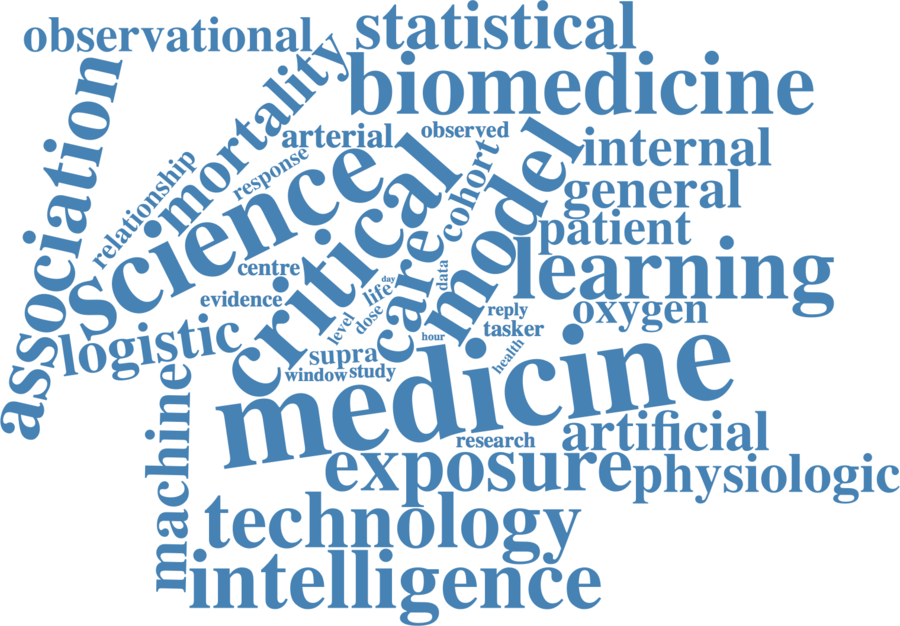 observational
statistical
biomedicine
association
mortality
arterial
observed
internal
relationship
response
science
critical
cohort
model
general
patient
learning
centre
care
data
day
life
evidence
dose
level
reply
oxygen
tasker
logistic
supra
hour
health
window
study
medicine
machine
research
artificial
exposure
physiologic
technology
intelligence